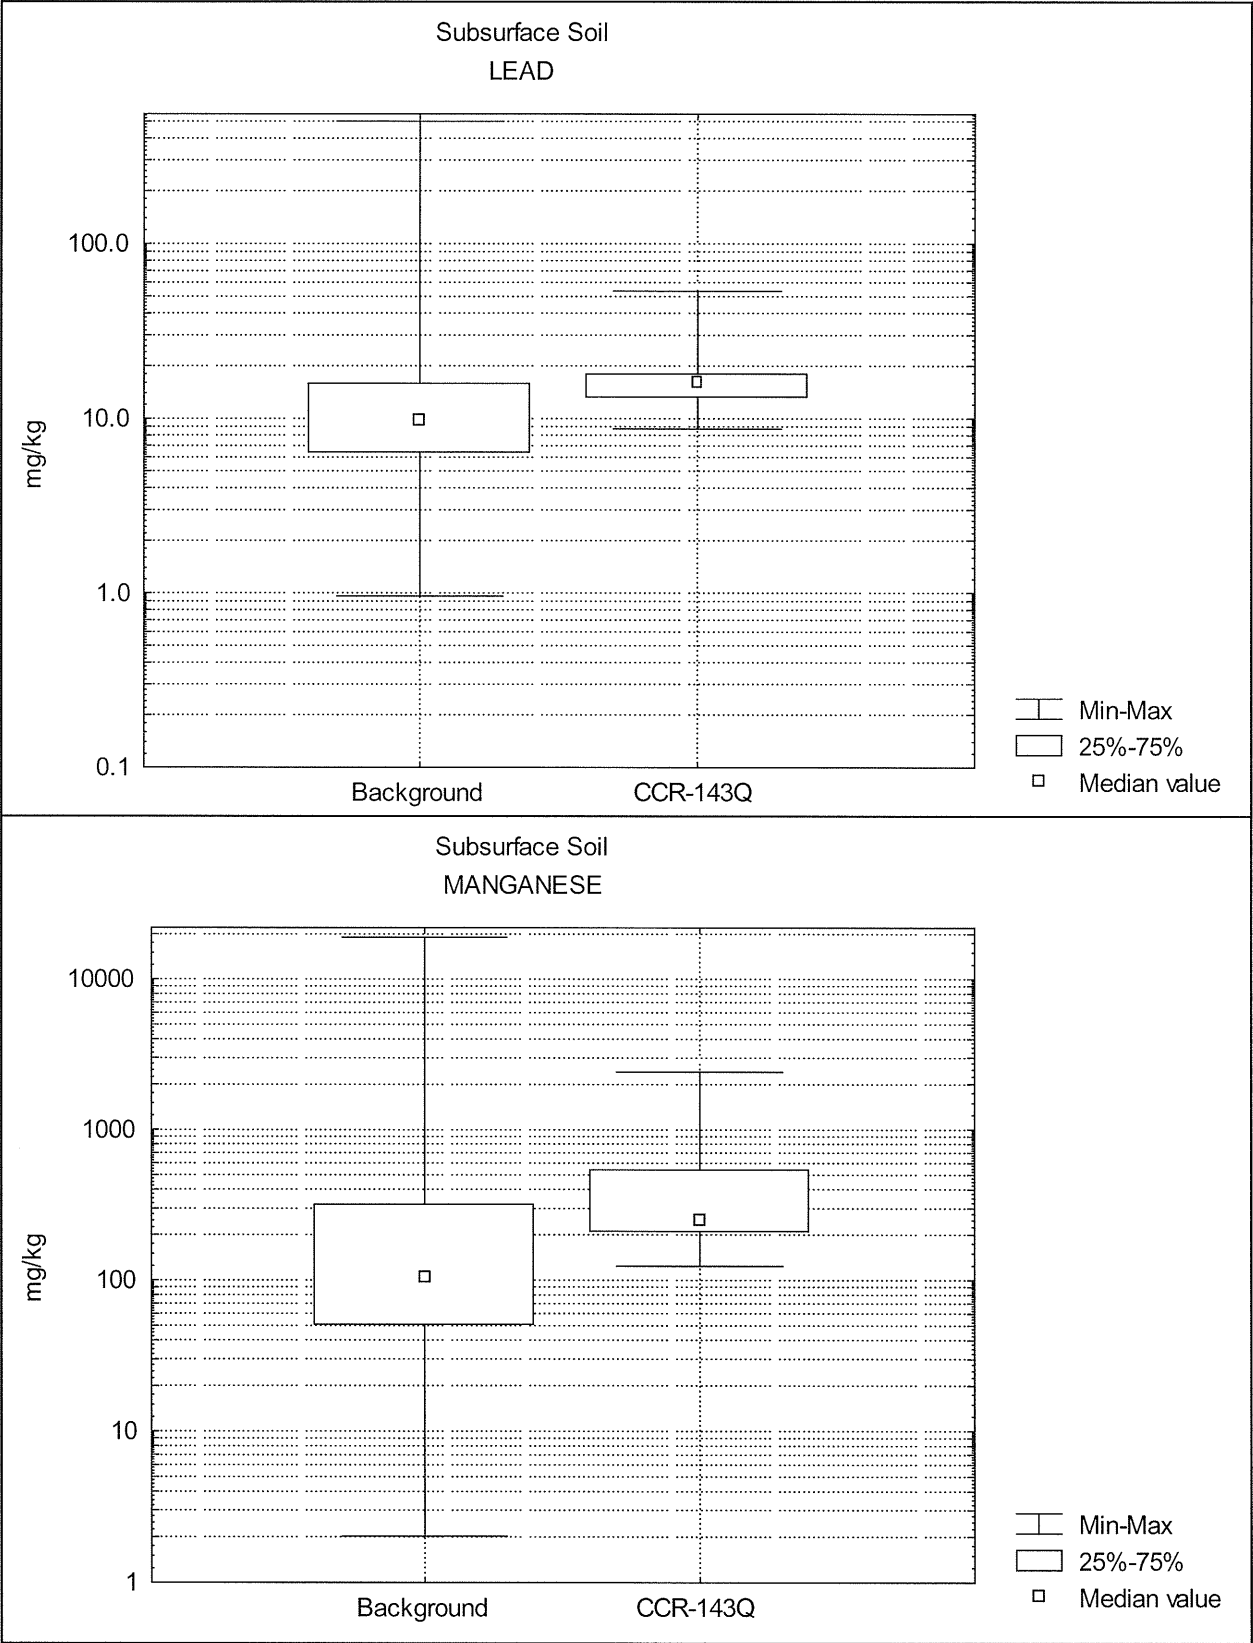 Subsurface Soil
LEAD
mg/kg
100.0
10.0
1.0
0.1
Background
CCR-143Q
Min-Max
25%-75%
Median value
Subsurface Soil
MANGANESE
mg/kg
10000
1000
100
10
1
Background
CCR-143Q
Min-Max
25%-75%
Median value